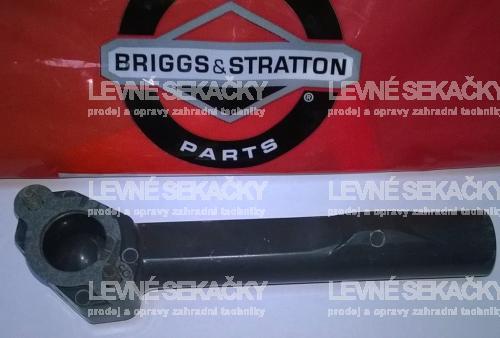 BRIGGS & STRATTON
®
PARTS
LEVNÉ SEKAČKY LEVNÉ SEKAČKY
prodej a opravy zahradní techniky prodej a opravy zahradní techniky
LEVNÉ SEKAČKY LEVNÉ SEKAČKY
prodej a opravy zahradní techniky prodej a opravy zahradní techniky
LEVNÉ SEKAČKY LEVNÉ SEKAČKY
prodej a opravy zahradní techniky prodej a opravy zahradní techniky